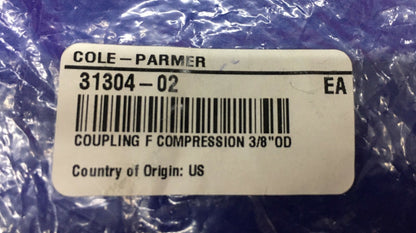 COLE-PARMER
31304-02 EA
COUPLING F COMPRESSION 3/8"OD
Country of Origin: US